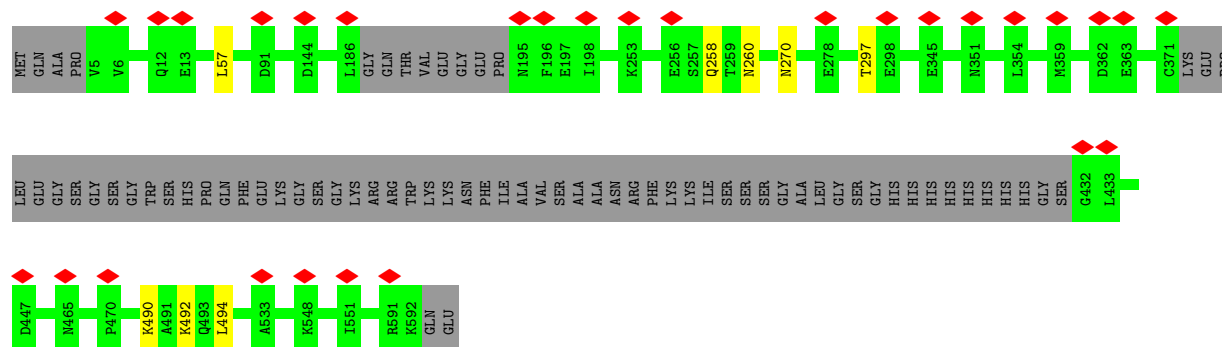 MET GLN ALA PRO V5 V6 Q12 E13 L57 D91 D144 L186 GLY GLN THR VAL GLU GLY GLU PRO N195 F196 E197 I198 K253 E256 S257 Q258 T259 N260 N270 E278 T297 E298 E345 N351 L354 M359 D362 E363 C371 LYS GLU PRO
LEU GLU GLY SER GLY SER GLY TRP SER HIS PRO GLN PHE GLU LYS GLY SER GLY LYS ARG ARG TRP LYS LYS ASN PHE ILE ALA VAL SER ALA ALA ASN ARG PHE LYS LYS ILE SER SER SER GLY ALA LEU GLY SER GLY HIS HIS HIS HIS HIS HIS HIS HIS GLY SER G432 L433
D447 N465 P470 K490 A491 K492 Q493 L494 A533 K548 I551 R591 K592 GLN GLU